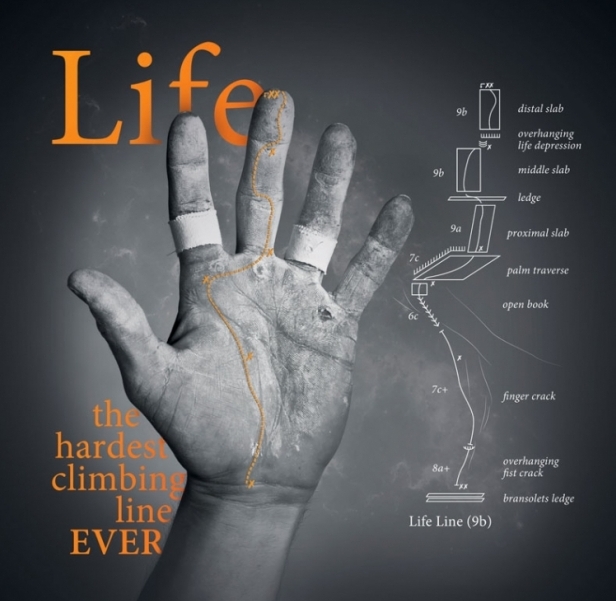 Life
the
hardest
climbing
line
EVER
9b
distal slab
overhanging
life depression
9b
middle slab
ledge
9a
proximal slab
7c
palm traverse
6c
open book
7c+
finger crack
8a+
overhanging
fist crack
bransolets ledge
Life Line (9b)